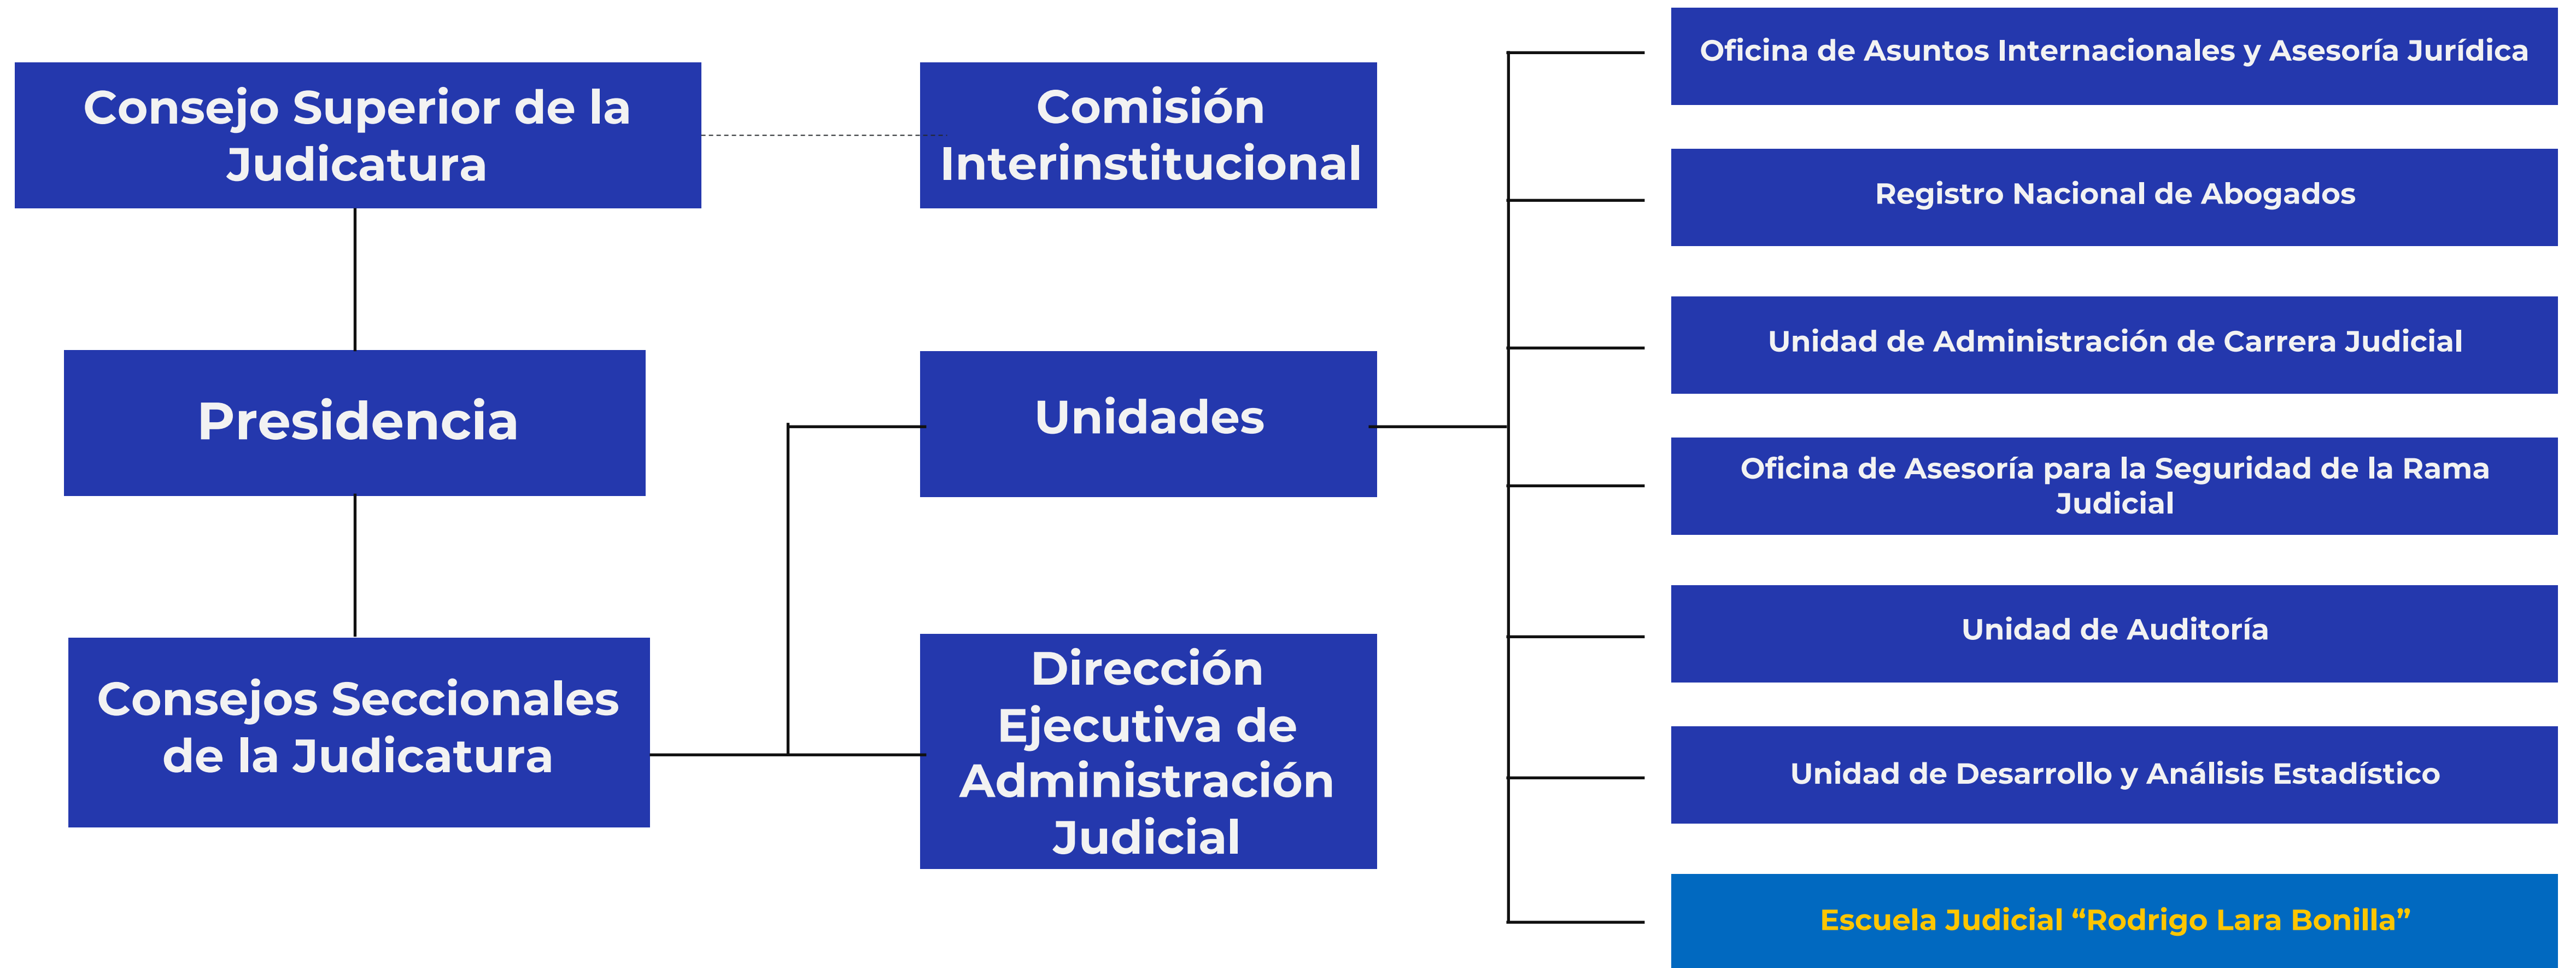 Consejo Superior de la
Judicatura
Presidencia
Consejos Seccionales
de la Judicatura
Comisión
Interinstitucional
Unidades
Dirección
Ejecutiva de
Administración
Judicial
Oficina de Asuntos Internacionales y Asesoría Jurídica
Registro Nacional de Abogados
Unidad de Administración de Carrera Judicial
Oficina de Asesoría para la Seguridad de la Rama
Judicial
Unidad de Auditoría
Unidad de Desarrollo y Análisis Estadístico
Escuela Judicial “Rodrigo Lara Bonilla”